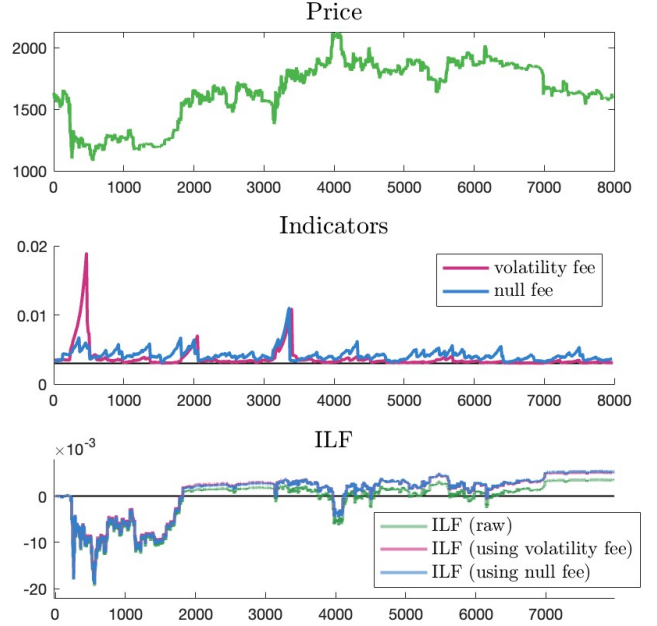 Price
2000
1500
1000
0 1000 2000 3000 4000 5000 6000 7000 8000
Indicators
0.02
0.01
0
volatility fee
null fee
0 1000 2000 3000 4000 5000 6000 7000 8000
×10⁻³
ILF
0
-10
-20
ILF (raw)
ILF (using volatility fee)
ILF (using null fee)
0 1000 2000 3000 4000 5000 6000 7000